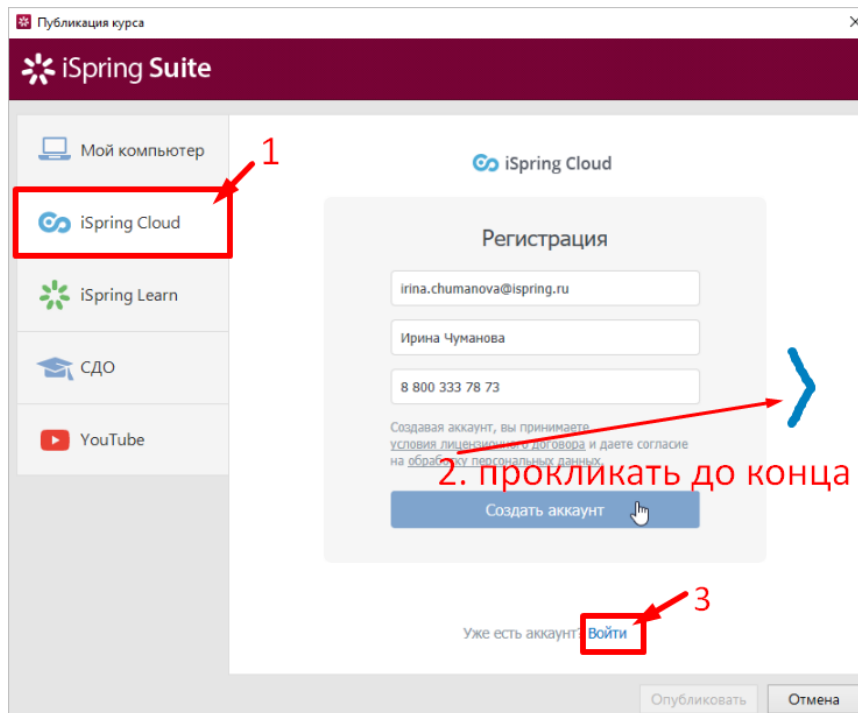 Публикация курса
iSpring Suite
Мой компьютер
iSpring Cloud
iSpring Learn
СДО
YouTube
1
iSpring Cloud
Регистрация
irina.chumanova@ispring.ru
Ирина Чуманова
8 800 333 78 73
Создавая аккаунт, вы принимаете
условия лицензионного договора и даете согласие
на обработку персональных данных.
2. прокликать до конца
Создать аккаунт
3
Уже есть аккаунт? Войти
Опубликовать
Отмена